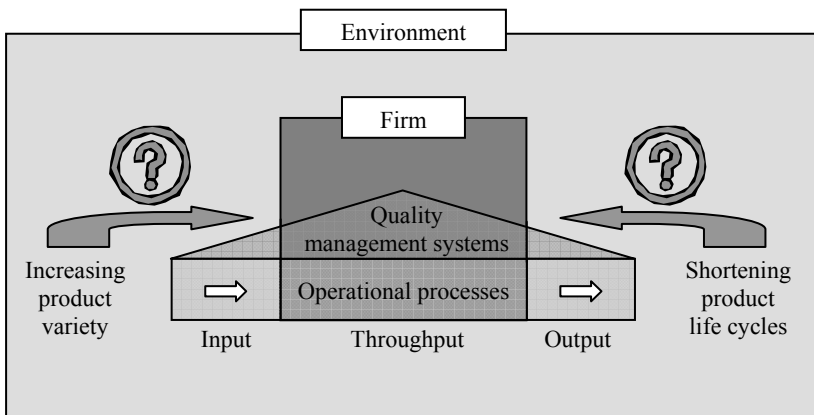 Environment
Firm
?
?
Quality
management systems
Increasing
product
variety
Operational processes
Shortening
product
life cycles
Input
Throughput
Output